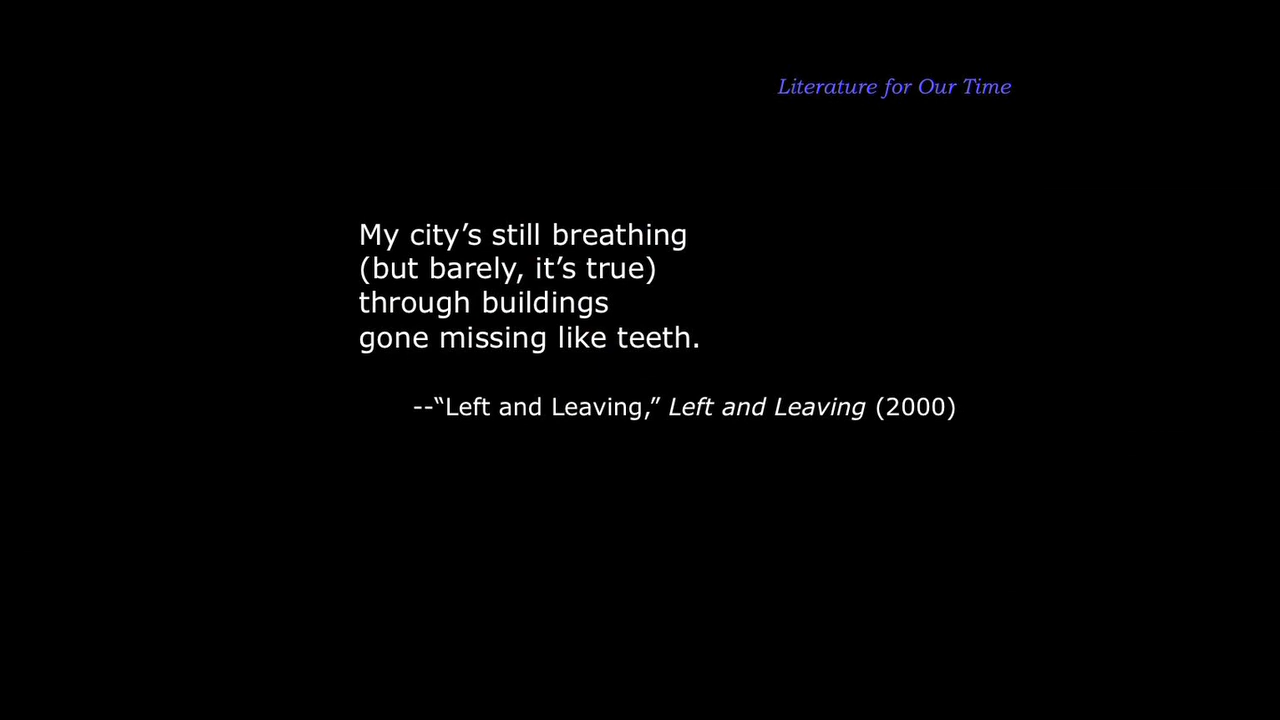 Literature for Our Time
My city’s still breathing
(but barely, it’s true)
through buildings
gone missing like teeth.
--“Left and Leaving,” Left and Leaving (2000)